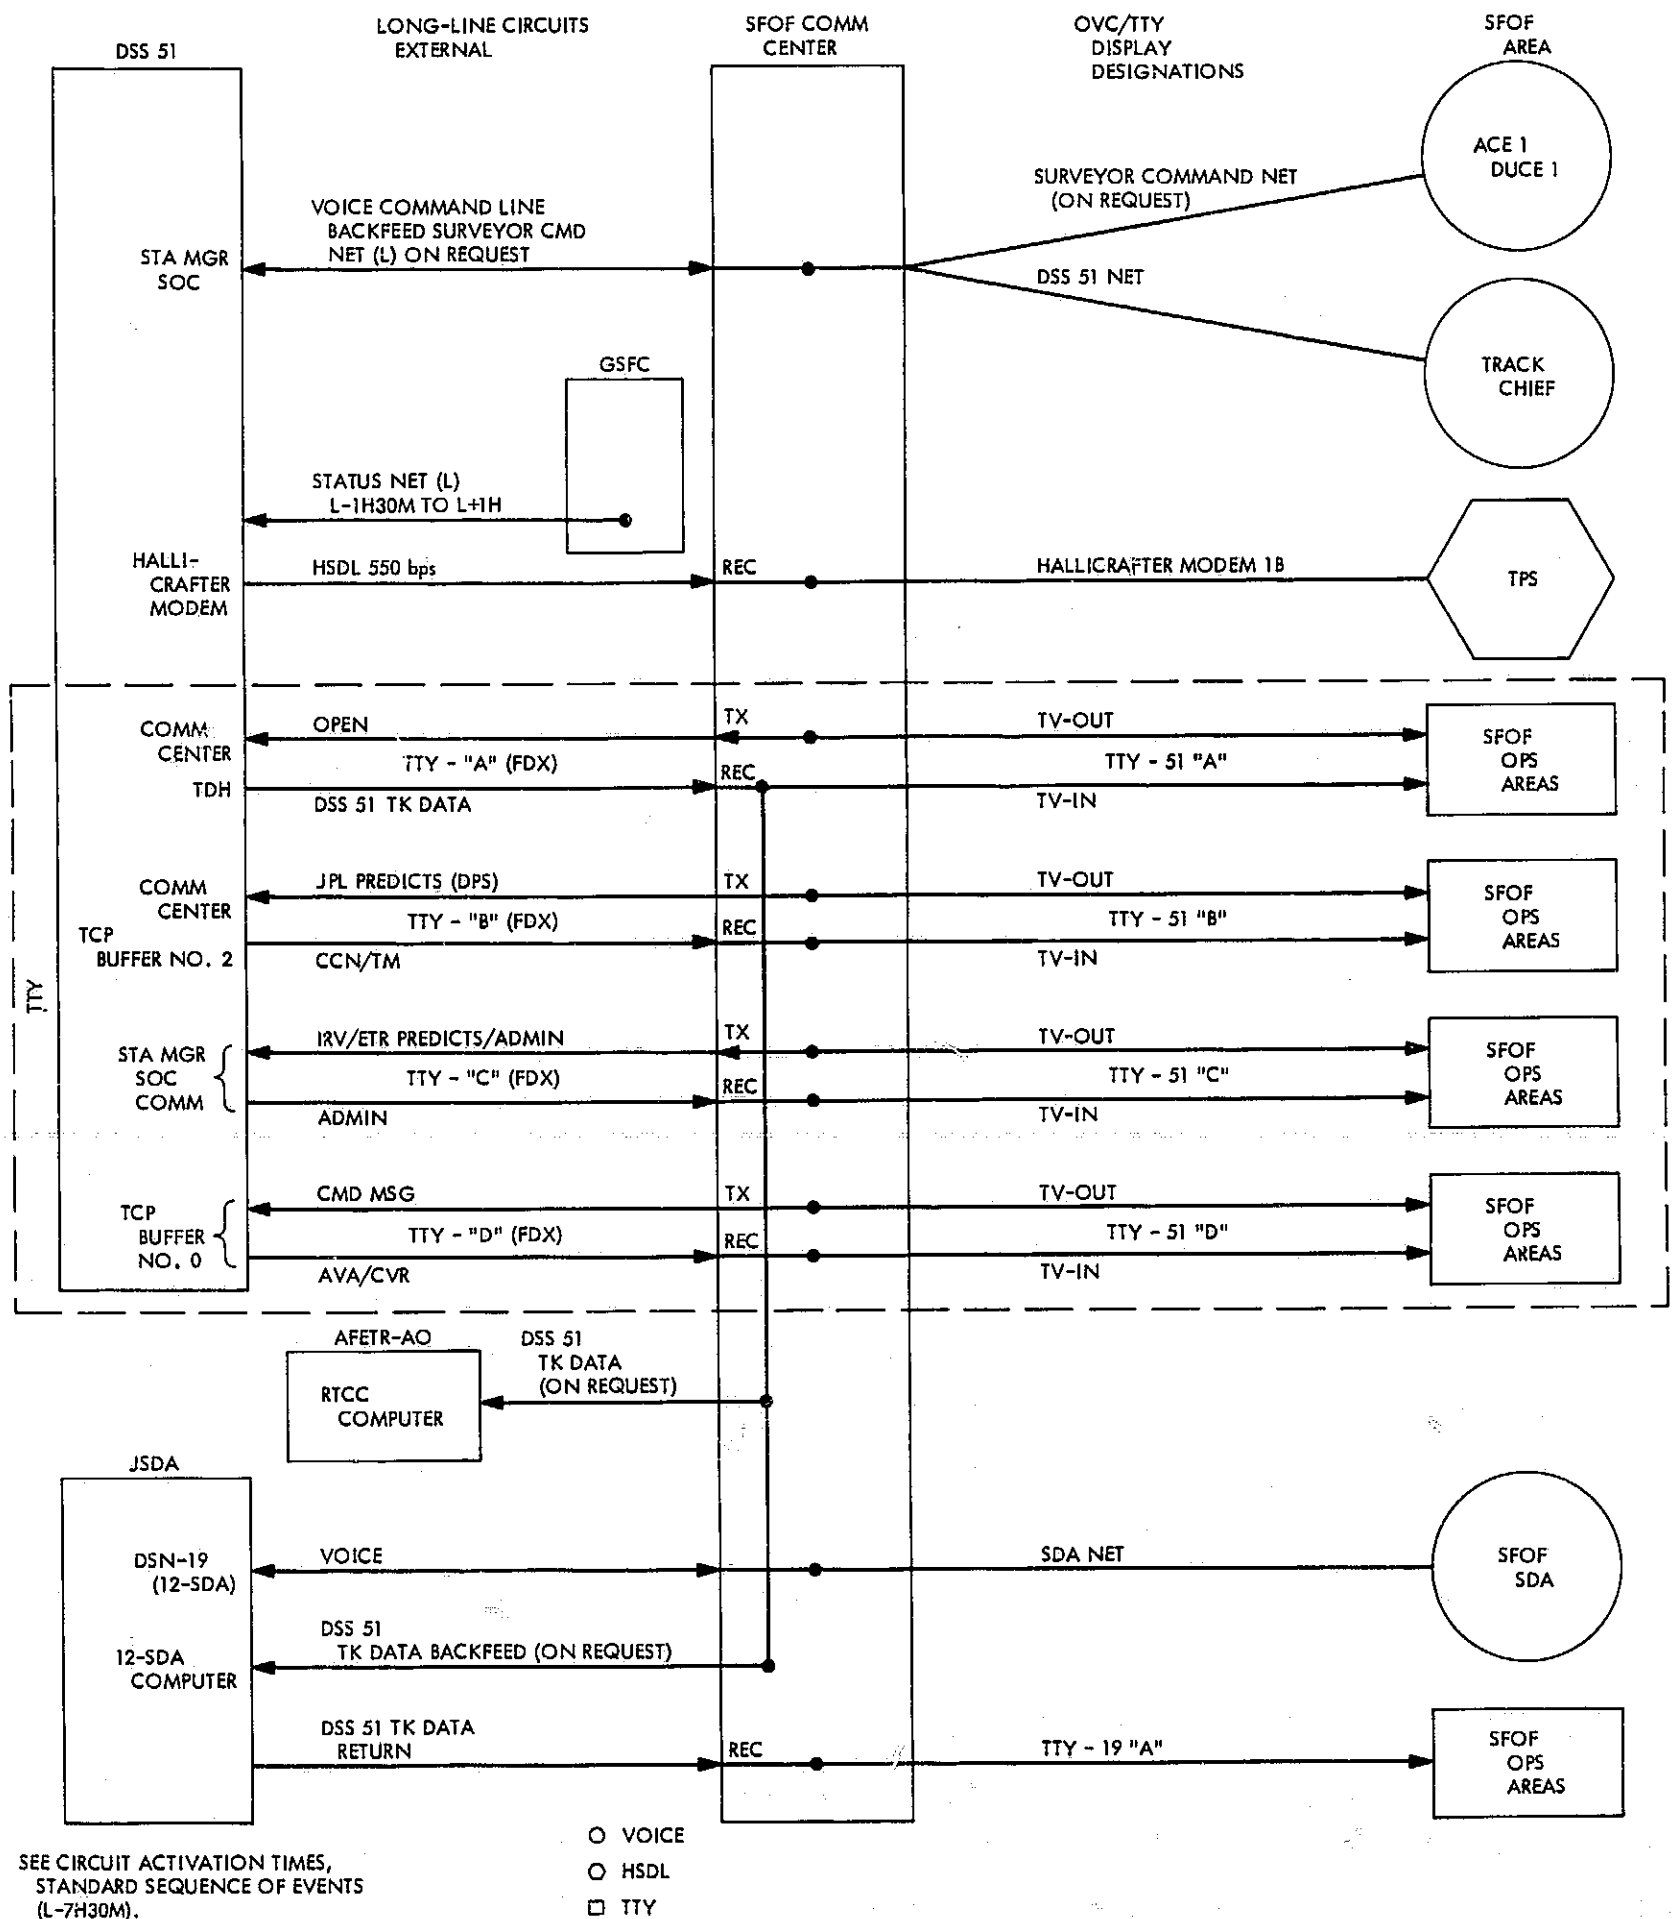 DSS 51
LONG-LINE CIRCUITS
EXTERNAL
SFOF COMM
CENTER
OVC/TTY
DISPLAY
DESIGNATIONS
SFOF
AREA
ACE 1
DUCE 1
SURVEYOR COMMAND NET
(ON REQUEST)
VOICE COMMAND LINE
BACKFEED SURVEYOR CMD
NET (L) ON REQUEST
STA MGR
SOC
DSS 51 NET
TRACK
CHIEF
GSFC
STATUS NET (L)
L-1H30M TO L+1H
HALLI-
CRAFTER
MODEM
HSDL 550 bps
REC
HALLICRAFTER MODEM 1B
TPS
TTY
COMM
CENTER
OPEN
TX
TV-OUT
TTY - "A" (FDX)
TTY - 51 "A"
SFOF
OPS
AREAS
TDH
DSS 51 TK DATA
REC
TV-IN
COMM
CENTER
JPL PREDICTS (DPS)
TX
TV-OUT
TTY - "B" (FDX)
TTY - 51 "B"
SFOF
OPS
AREAS
TCP
BUFFER NO. 2
CCN/TM
REC
TV-IN
STA MGR
SOC
COMM
IRV/ETR PREDICTS/ADMIN
TX
TV-OUT
TTY - "C" (FDX)
TTY - 51 "C"
SFOF
OPS
AREAS
ADMIN
REC
TV-IN
TCP
BUFFER
NO. 0
CMD MSG
TX
TV-OUT
TTY - "D" (FDX)
TTY - 51 "D"
SFOF
OPS
AREAS
AVA/CVR
REC
TV-IN
AFETR-AO
RTCC
COMPUTER
DSS 51
TK DATA
(ON REQUEST)
JSDA
DSN-19
(12-SDA)
VOICE
SDA NET
SFOF
SDA
12-SDA
COMPUTER
DSS 51
TK DATA BACKFEED (ON REQUEST)
DSS 51 TK DATA
RETURN
REC
TTY - 19 "A"
SFOF
OPS
AREAS
SEE CIRCUIT ACTIVATION TIMES,
STANDARD SEQUENCE OF EVENTS
(L-7H30M).
VOICE
HSDL
TTY